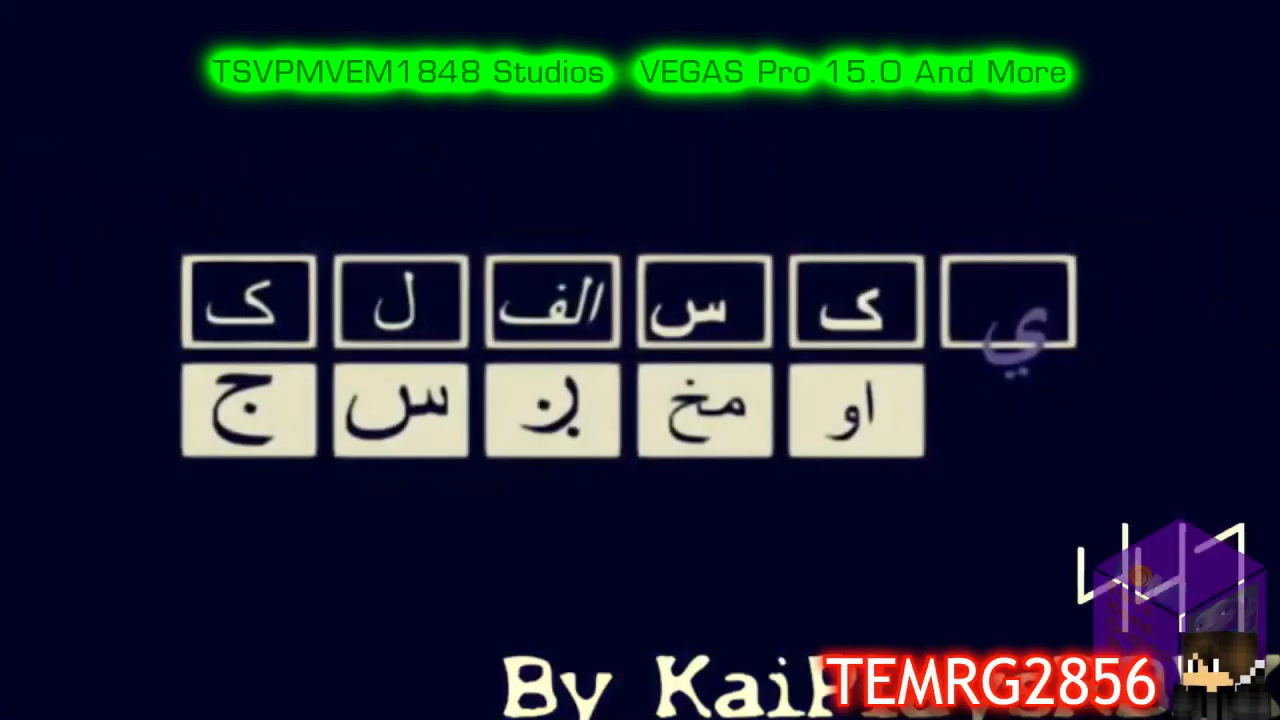 TSVPMVEM1848 Studios - VEGAS Pro 15.0 And More
ک ل الف س ک ي
ج س مخ او
By Kai
TEMRG2856